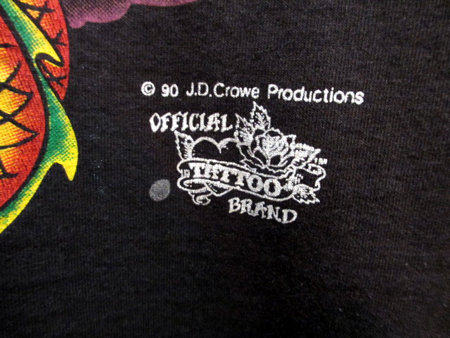 © 90 J.D.Crowe Productions
OFFICIAL
TATTOO
BRAND